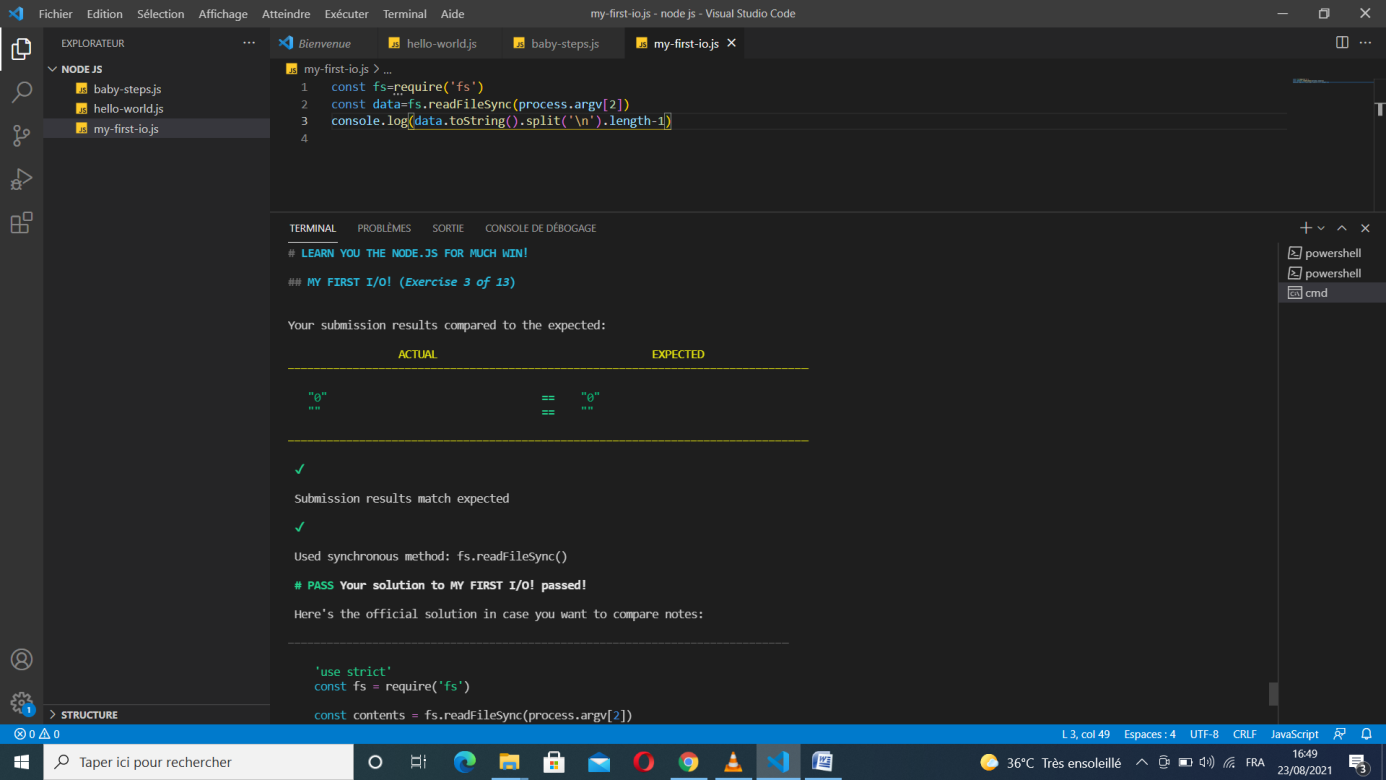 Fichier Edition Sélection Affichage Atteindre Exécuter Terminal Aide my-first-io.js - node js - Visual Studio Code
EXPLORATEUR ···
NODE JS
baby-steps.js
hello-world.js
my-first-io.js
STRUCTURE
Bienvenue hello-world.js baby-steps.js my-first-io.js
my-first-io.js > ...
1 const fs=require('fs')
2 const data=fs.readFileSync(process.argv[2])
3 console.log(data.toString().split('\n').length-1)
4
TERMINAL PROBLÈMES SORTIE CONSOLE DE DÉBOGAGE
# LEARN YOU THE NODE.JS FOR MUCH WIN!
## MY FIRST I/O! (Exercise 3 of 13)
Your submission results compared to the expected:
ACTUAL EXPECTED
"0" == "0"
"" == ""
✓
Submission results match expected
✓
Used synchronous method: fs.readFileSync()
# PASS Your solution to MY FIRST I/O! passed!
Here's the official solution in case you want to compare notes:
'use strict'
const fs = require('fs')
const contents = fs.readFileSync(process.argv[2])
powershell
powershell
cmd
1
0 0 L 3, col 49 Espaces : 4 UTF-8 CRLF JavaScript
Taper ici pour rechercher 36°C Très ensoleillé FRA 16:49
23/08/2021 3